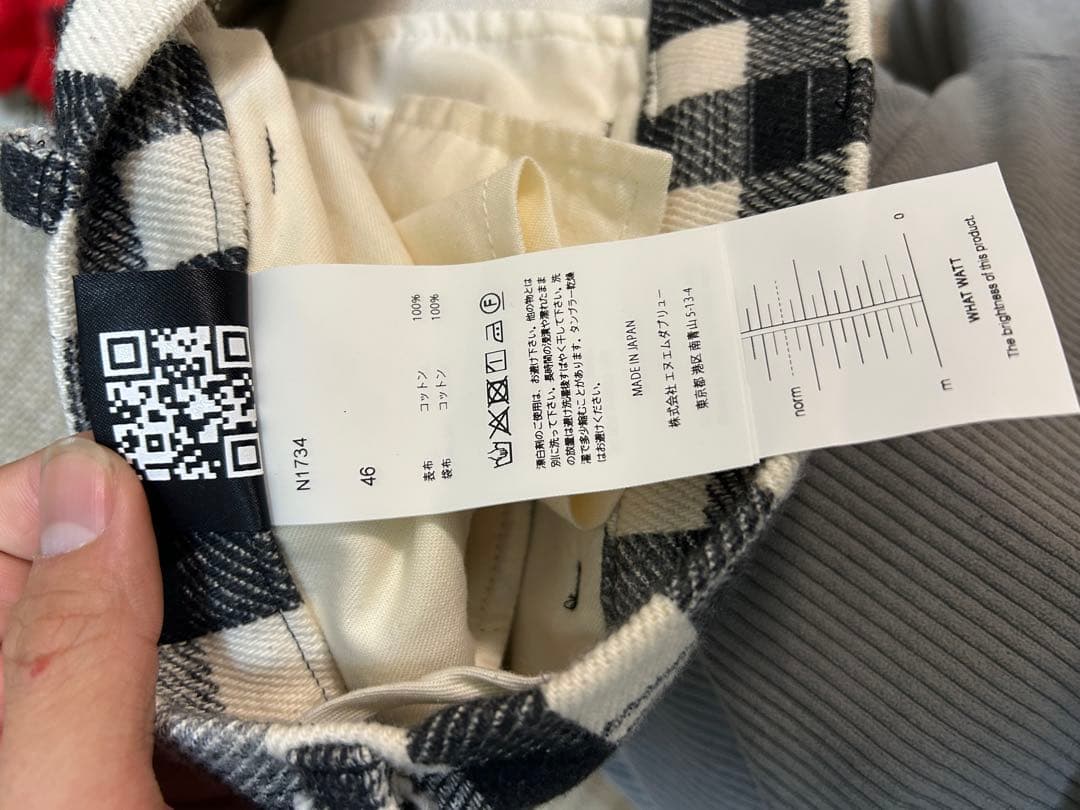 N1734
46
表布 コットン 100%
袋布 コットン 100%
漂白剤のご使用は、お避け下さい。他の物とは
別に洗って下さい。長時間の浸漬や濡れたまま
の放置は避け洗濯後すばやく干して下さい。洗
濯で多少縮むことがあります。タンブラー乾燥
はお避けください。
MADE IN JAPAN
株式会社 エヌエムダブリュー
東京都 港区 南青山 5-13-4
norm
0
m
WHAT WATT
The brightness of this product.